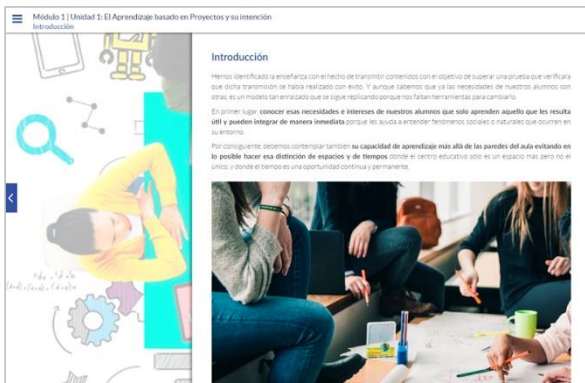 Módulo 1 | Unidad 1: El Aprendizaje basado en Proyectos y su intención
Introducción
Introducción
Hemos identificado la enseñanza con el hecho de transmitir contenidos con el objetivo de superar una prueba que verificara
que dicha transmisión se había realizado con éxito. Y aunque sabemos que ya las necesidades de nuestros alumnos son
otras, es un modelo tan enraizado que se sigue replicando porque nos faltan herramientas para cambiarlo.
En primer lugar, conocer esas necesidades e intereses de nuestros alumnos que solo aprenden aquello que les resulta
útil y pueden integrar de manera inmediata porque les ayuda a entender fenómenos sociales o naturales que ocurren en
su entorno.
Por consiguiente, debemos contemplar también su capacidad de aprendizaje más allá de las paredes del aula evitando en
lo posible hacer esa distinción de espacios y de tiempos donde el centro educativo sólo es un espacio más pero no el
único, y donde el tiempo es una oportunidad continua y permanente.